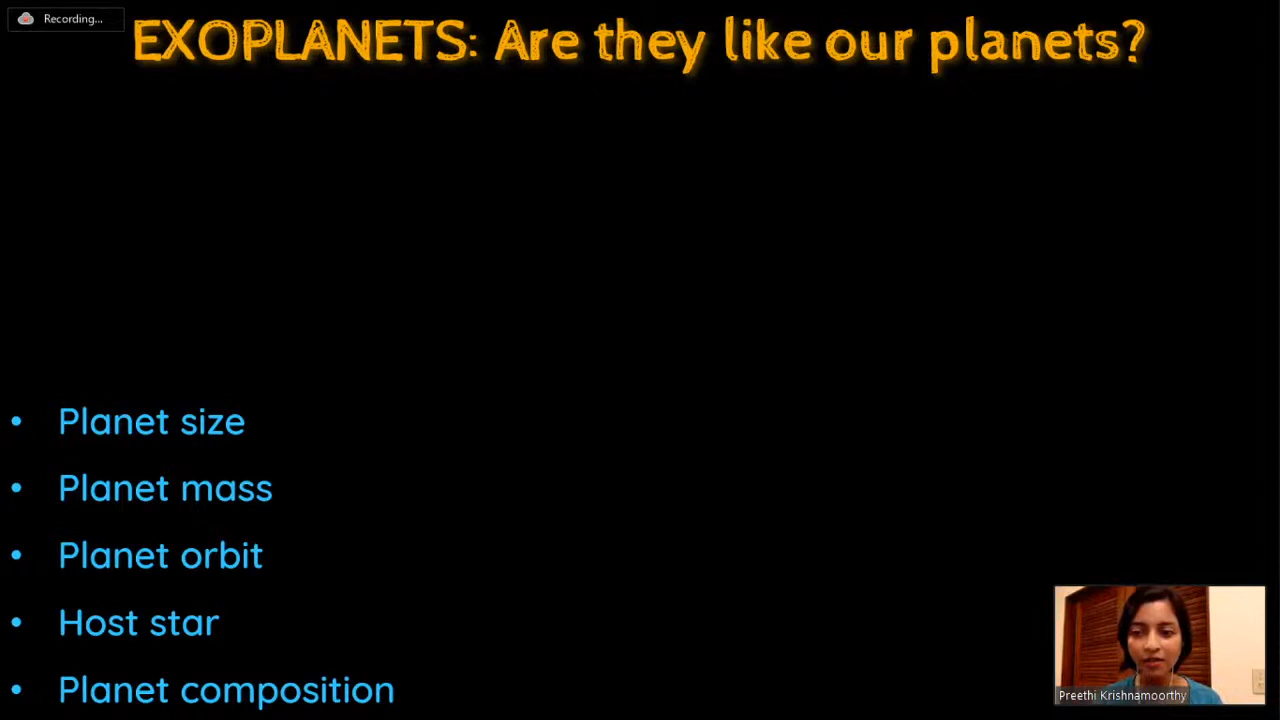 Recording...
EXOPLANETS: Are they like our planets?
• Planet size
• Planet mass
• Planet orbit
• Host star
• Planet composition
Preethi Krishnamoorthy